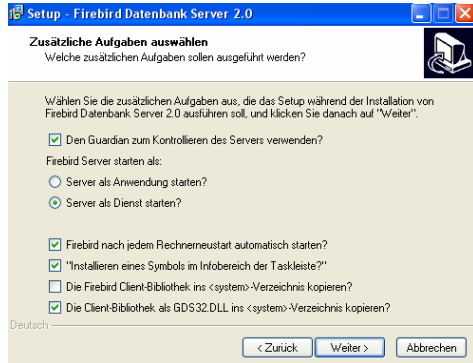 Setup - Firebird Datenbank Server 2.0
Zusätzliche Aufgaben auswählen
Welche zusätzlichen Aufgaben sollen ausgeführt werden?
Wählen Sie die zusätzlichen Aufgaben aus, die das Setup während der Installation von
Firebird Datenbank Server 2.0 ausführen soll, und klicken Sie danach auf "Weiter".
Den Guardian zum Kontrollieren des Servers verwenden?
Firebird Server starten als:
Server als Anwendung starten?
Server als Dienst starten?
Firebird nach jedem Rechnerneustart automatisch starten?
"Installieren eines Symbols im Infobereich der Taskleiste?"
Die Firebird Client-Bibliothek ins <system>-Verzeichnis kopieren?
Die Client-Bibliothek als GDS32.DLL ins <system>-Verzeichnis kopieren?
Deutsch
< Zurück
Weiter >
Abbrechen